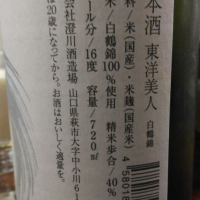 本酒 東洋美人 白鶴錦
料/米(国産)・米麹(国産米
米/白鶴錦100%使用 精米歩合/40%
ール分/16度 容量/720ml
会社澄川酒造場 山口県萩市大字中小川61
は20歳になってから。お酒はおいしく適量を。
456018